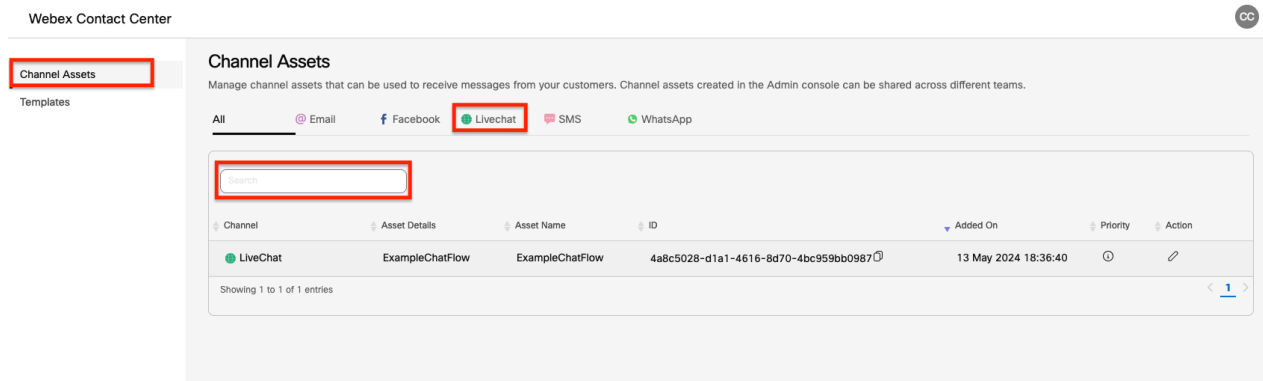 Webex Contact Center
CC
Channel Assets
Templates
Channel Assets
Manage channel assets that can be used to receive messages from your customers. Channel assets created in the Admin console can be shared across different teams.
All @ Email Facebook Livechat SMS WhatsApp
Search
Channel Asset Details Asset Name ID Added On Priority Action
LiveChat ExampleChatFlow ExampleChatFlow 4a8c5028-d1a1-4616-8d70-4bc959bb0987 13 May 2024 18:36:40
Showing 1 to 1 of 1 entries
1